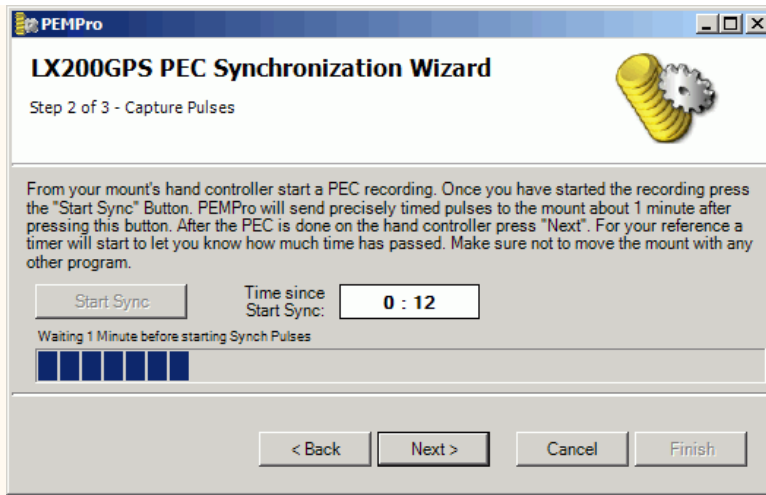 PEMPro
LX200GPS PEC Synchronization Wizard
Step 2 of 3 - Capture Pulses
From your mount's hand controller start a PEC recording. Once you have started the recording press
the "Start Sync" Button. PEMPro will send precisely timed pulses to the mount about 1 minute after
pressing this button. After the PEC is done on the hand controller press "Next". For your reference a
timer will start to let you know how much time has passed. Make sure not to move the mount with any
other program.
Start Sync
Time since
Start Sync:
0 : 12
Waiting 1 Minute before starting Synch Pulses
< Back
Next >
Cancel
Finish